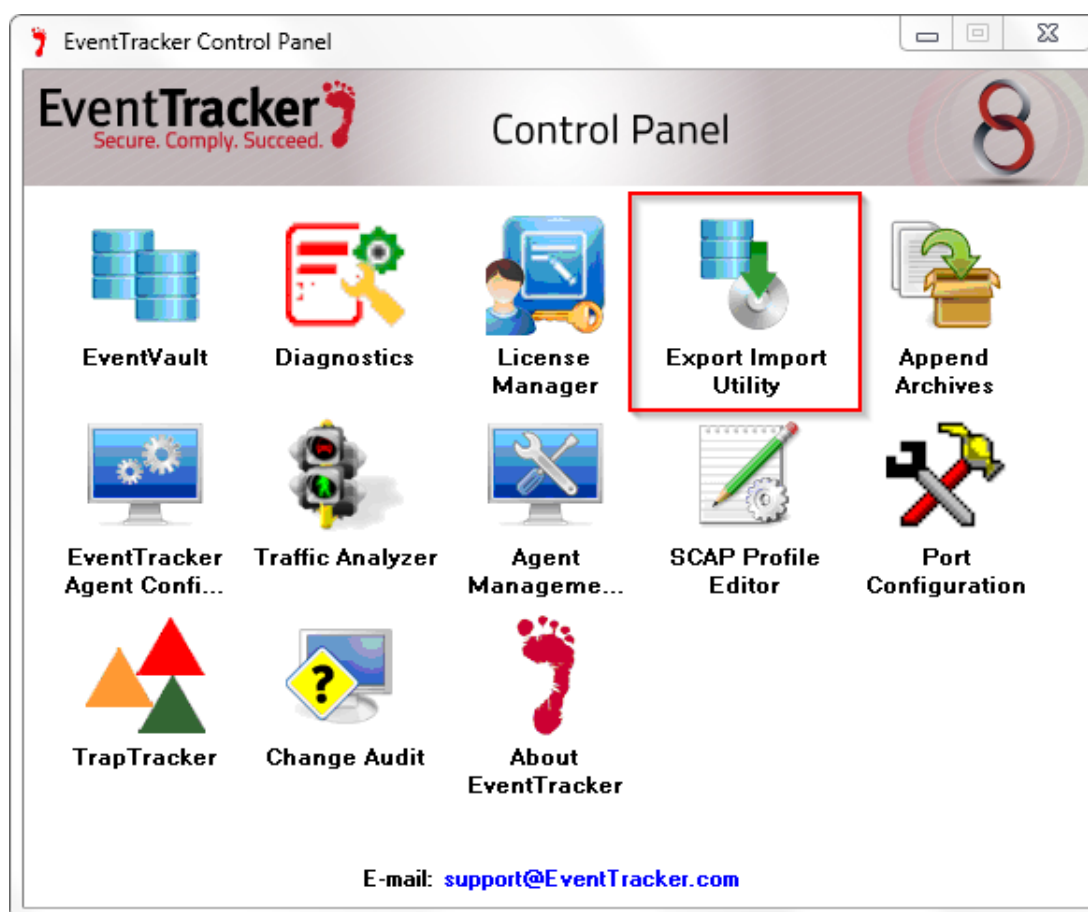 EventTracker Control Panel
EventTracker
Secure. Comply. Succeed.
Control Panel
8
EventVault
Diagnostics
License
Manager
Export Import
Utility
Append
Archives
EventTracker
Agent Confi...
Traffic Analyzer
Agent
Manageme...
SCAP Profile
Editor
Port
Configuration
TrapTracker
?
Change Audit
About
EventTracker
E-mail: support@EventTracker.com